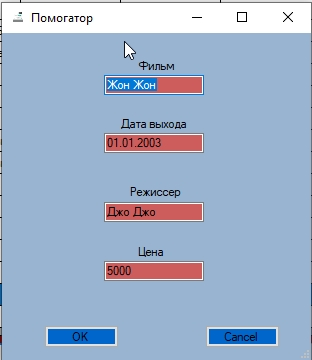 Помогатор
Фильм
Жон Жон
Дата выхода
01.01.2003
Режиссер
Джо Джо
Цена
5000
OK
Cancel